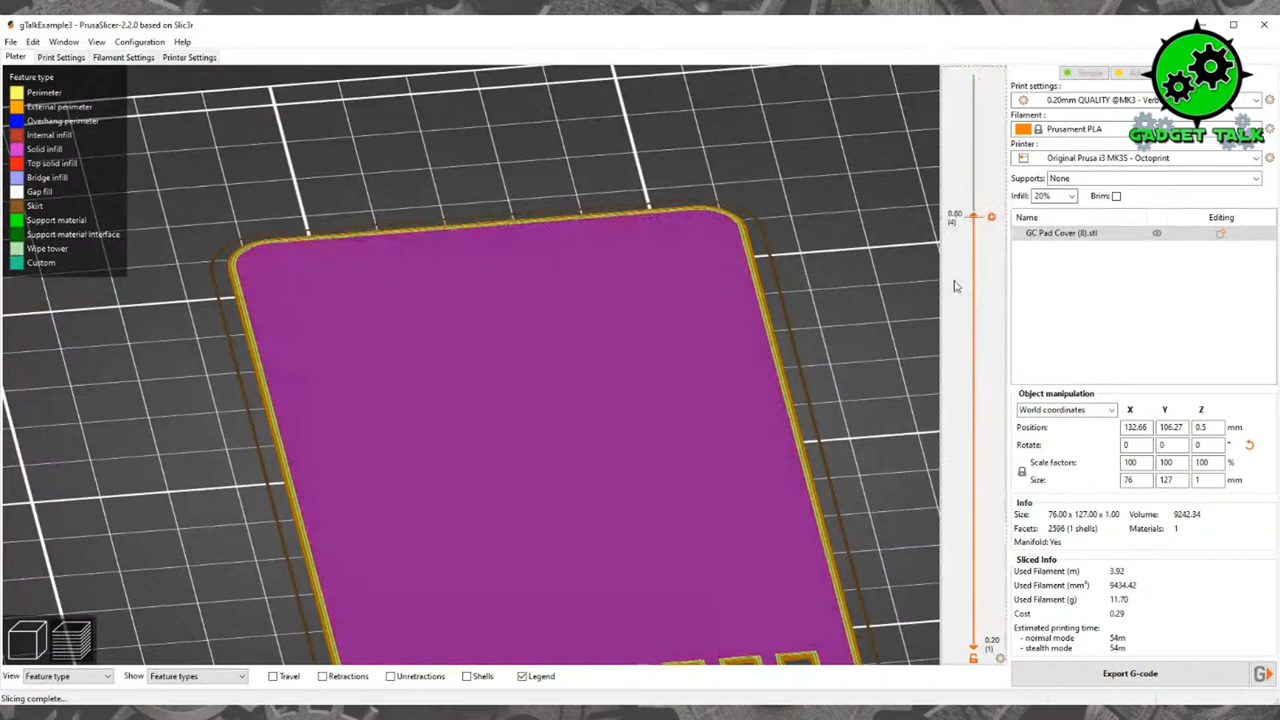 gTalkExample3 - PrusaSlicer-2.2.0 based on Slic3r
File Edit Window View Configuration Help
Plater Print Settings Filament Settings Printer Settings
Feature type
Perimeter
External perimeter
Overhang perimeter
Internal infill
Solid infill
Top solid infill
Bridge infill
Gap fill
Skirt
Support material
Support material interface
Wipe tower
Custom
0.80
(4)
0.20
(1)
Simple
GADGET TALK
Print settings :
0.20mm QUALITY @MK3 -
Filament :
Prusament PLA
Printer :
Original Prusa i3 MK3S - Octoprint
Supports: None
Infill: 20% Brim:
Name Editing
GC Pad Cover (8).stl
Object manipulation
World coordinates X Y Z
Position: 132.66 106.27 0.5 mm
Rotate: 0 0 0 °
Scale factors: 100 100 100 %
Size: 76 127 1 mm
Info
Size: 76.00 x 127.00 x 1.00 Volume: 9242.34
Facets: 2596 (1 shells) Materials: 1
Manifold: Yes
Sliced Info
Used Filament (m) 3.92
Used Filament (mm³) 9434.42
Used Filament (g) 11.70
Cost 0.29
Estimated printing time:
- normal mode 54m
- stealth mode 54m
Export G-code
G
View Feature type Show Feature types Travel Retractions Unretractions Shells Legend
Slicing complete...